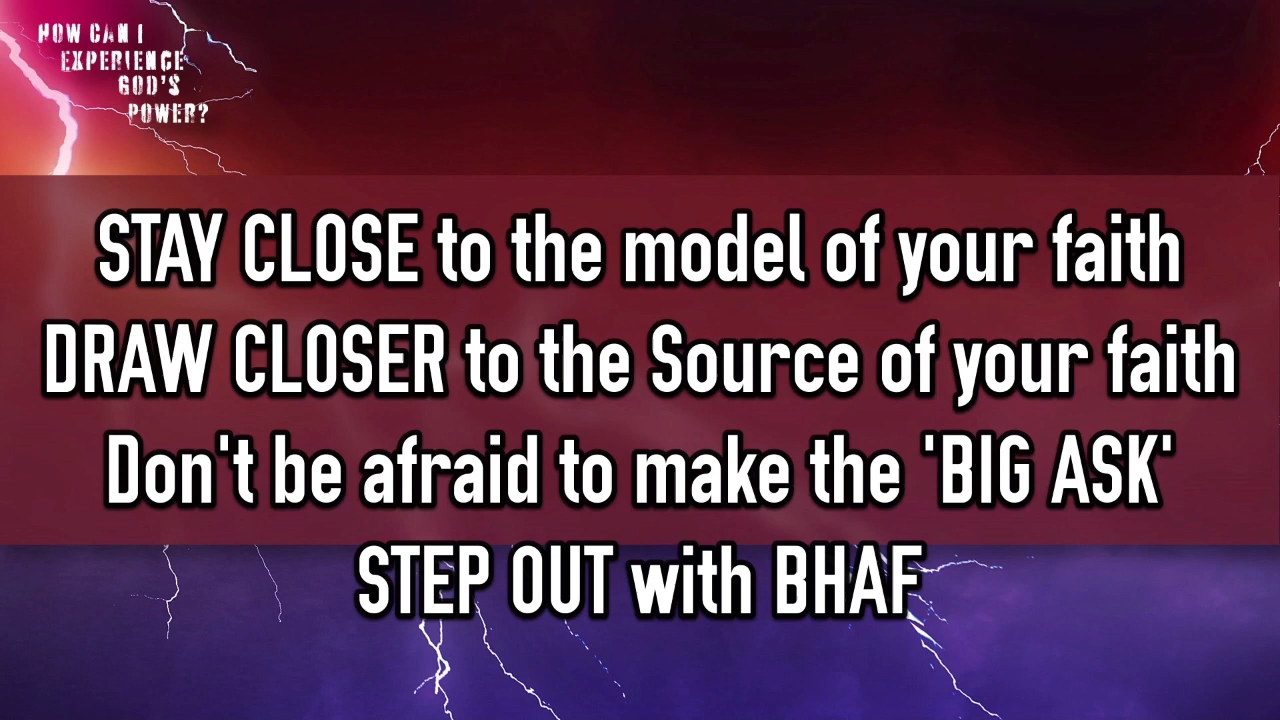 HOW CAN I
EXPERIENCE
GOD'S
POWER?
STAY CLOSE to the model of your faith
DRAW CLOSER to the Source of your faith
Don't be afraid to make the 'BIG ASK'
STEP OUT with BHAF